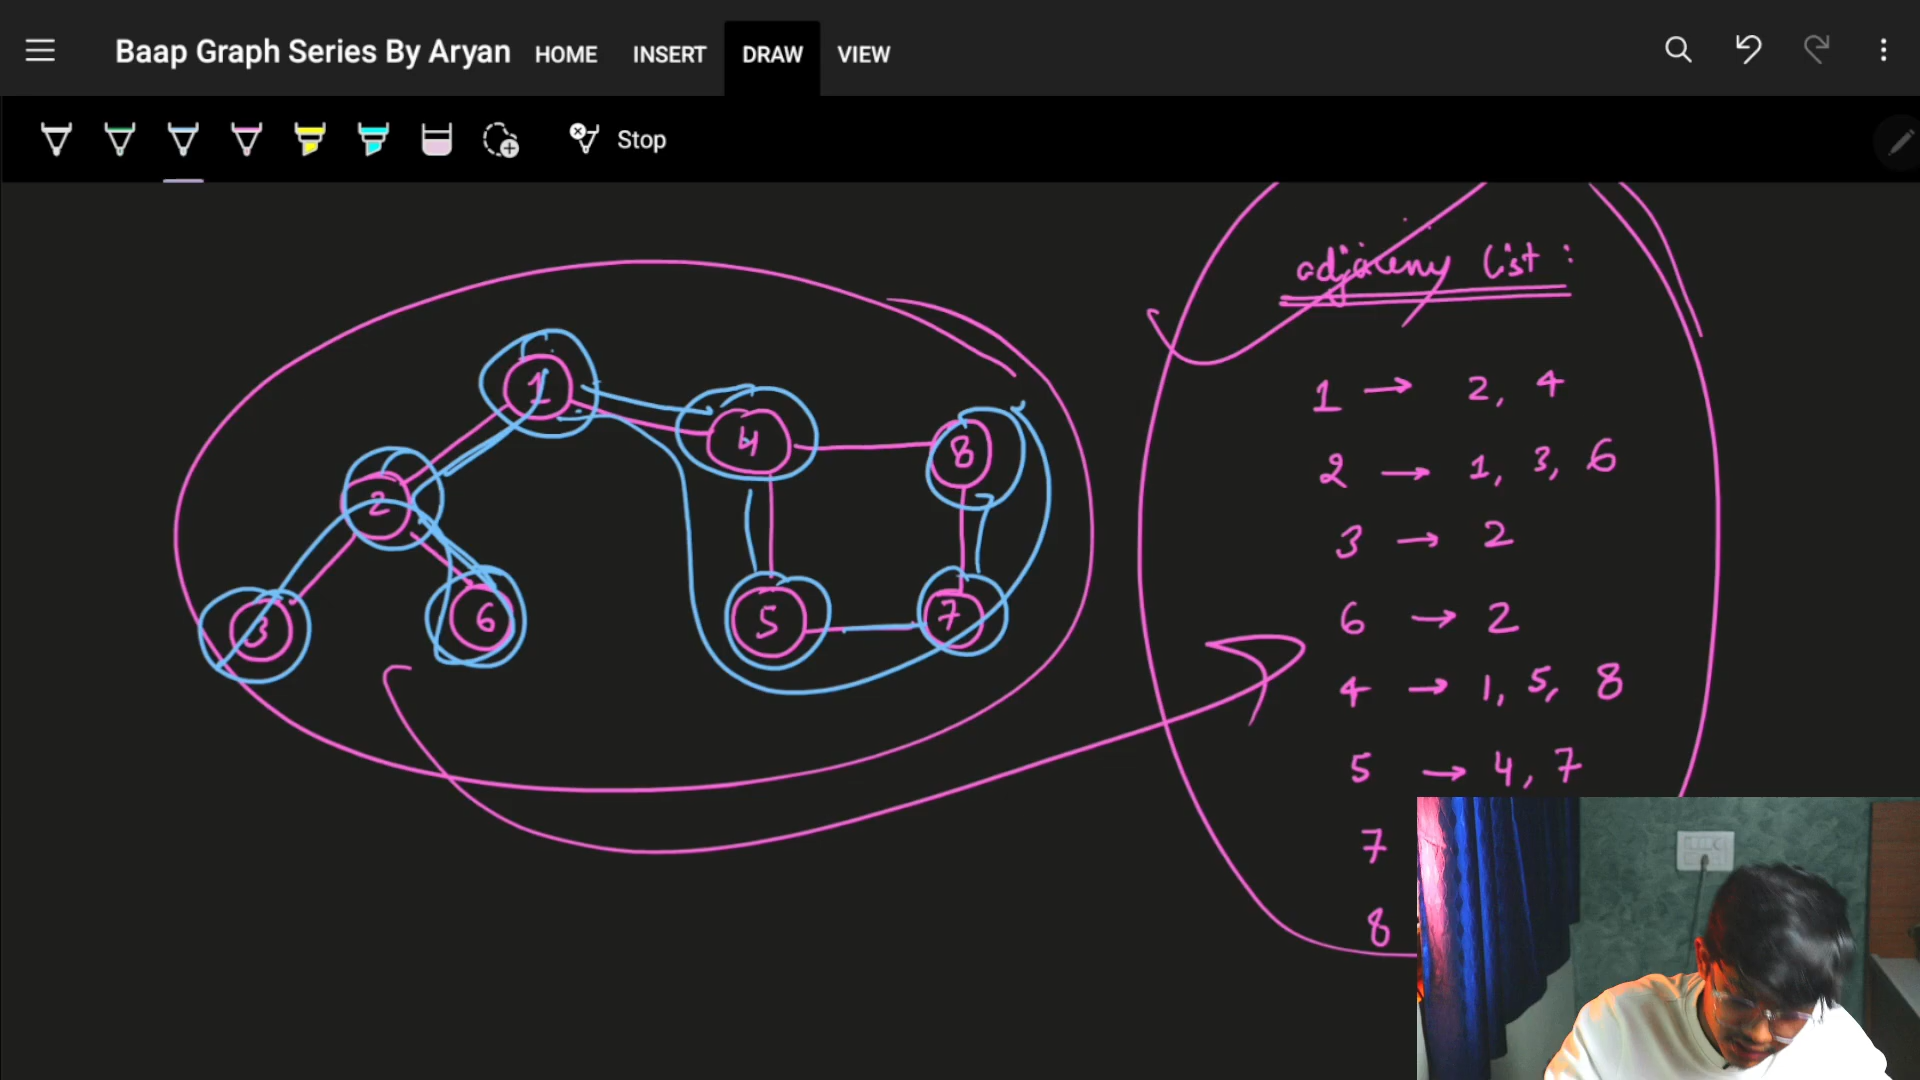 Baap Graph Series By Aryan HOME INSERT DRAW VIEW
Stop
adjaceny list :
1 → 2, 4
2 → 1, 3, 6
3 → 2
6 → 2
4 → 1, 5, 8
5 → 4, 7
7
8
1
4
8
2
3
6
5
7